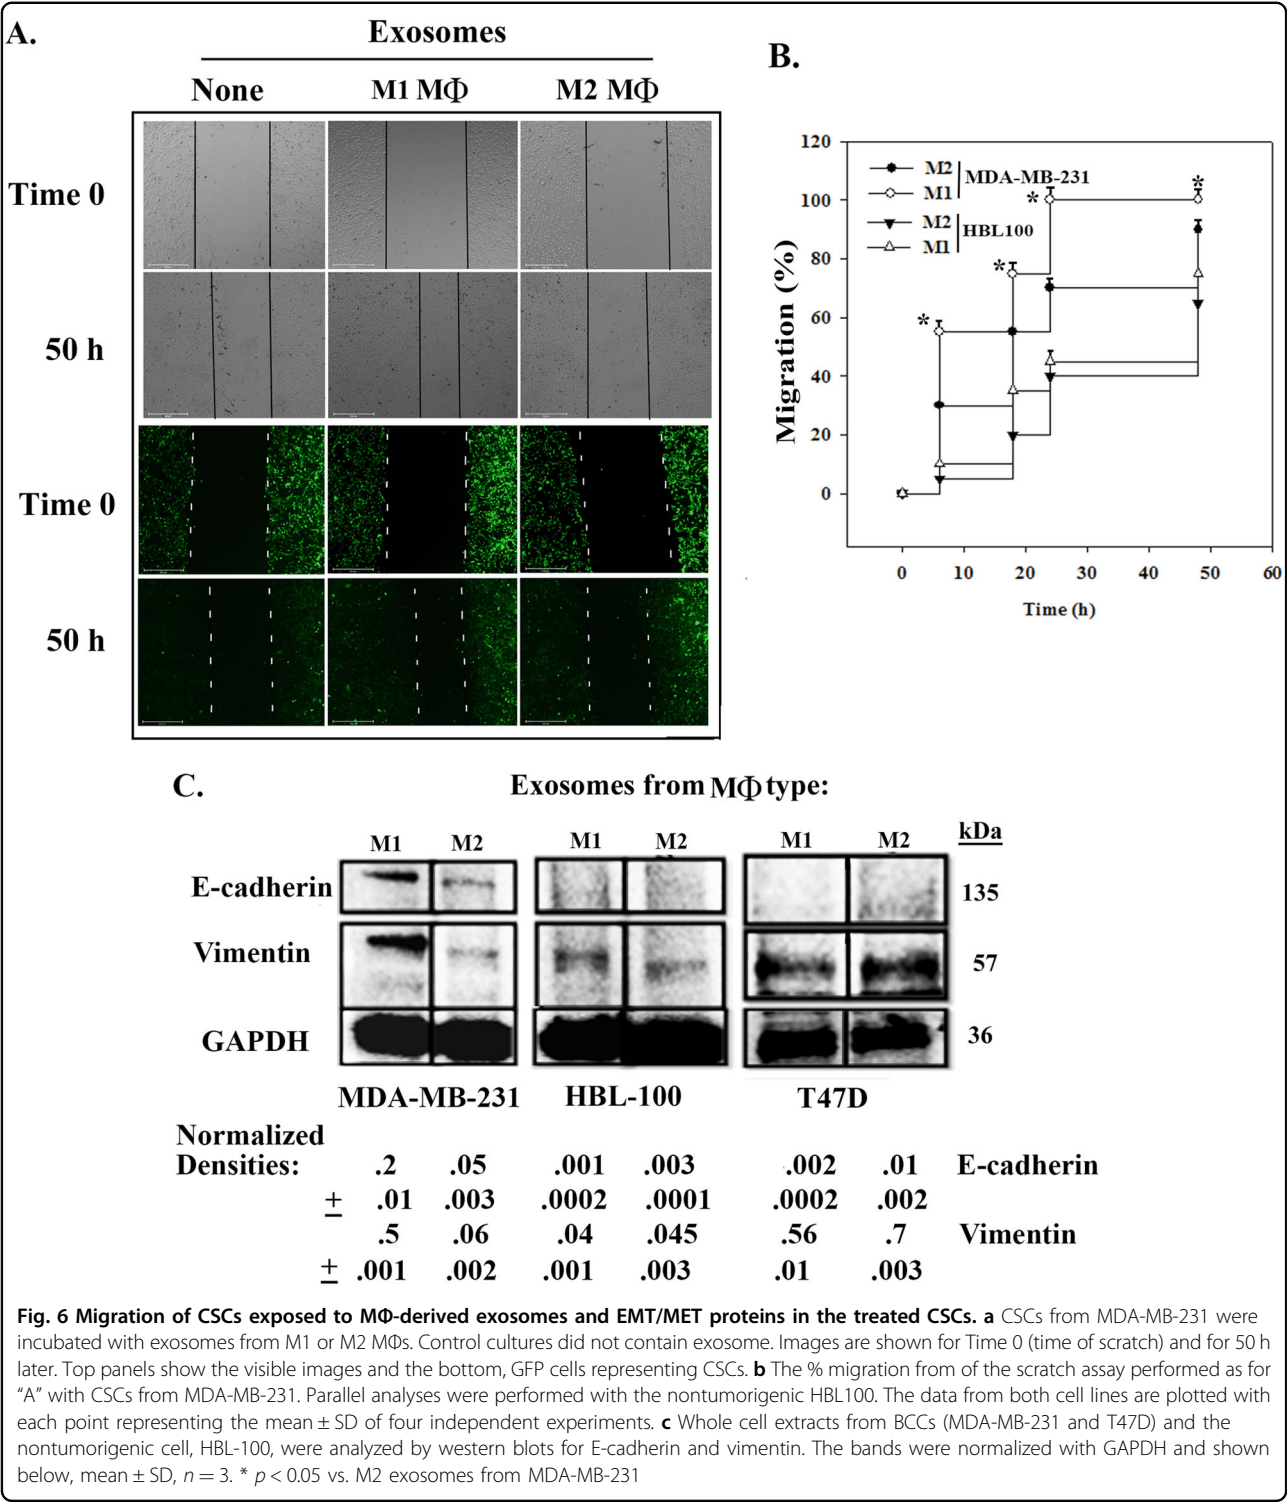 A.
Exosomes
None M1 MΦ M2 MΦ
Time 0
50 h
Time 0
50 h
B.
120
100
80
60
40
20
0
Migration (%)
M2
M1
MDA-MB-231
M2
M1
HBL100
*
*
*
*
0 10 20 30 40 50 60
Time (h)
C.
Exosomes from MΦ type:
M1 M2 M1 M2 M1 M2 kDa
E-cadherin 135
Vimentin 57
GAPDH 36
MDA-MB-231 HBL-100 T47D
Normalized
Densities: .2 .05 .001 .003 .002 .01 E-cadherin
± .01 .003 .0002 .0001 .0002 .002
.5 .06 .04 .045 .56 .7 Vimentin
± .001 .002 .001 .003 .01 .003
Fig. 6 Migration of CSCs exposed to MΦ-derived exosomes and EMT/MET proteins in the treated CSCs. a CSCs from MDA-MB-231 were
incubated with exosomes from M1 or M2 MΦs. Control cultures did not contain exosome. Images are shown for Time 0 (time of scratch) and for 50 h
later. Top panels show the visible images and the bottom, GFP cells representing CSCs. b The % migration from of the scratch assay performed as for
“A” with CSCs from MDA-MB-231. Parallel analyses were performed with the nontumorigenic HBL100. The data from both cell lines are plotted with
each point representing the mean ± SD of four independent experiments. c Whole cell extracts from BCCs (MDA-MB-231 and T47D) and the
nontumorigenic cell, HBL-100, were analyzed by western blots for E-cadherin and vimentin. The bands were normalized with GAPDH and shown
below, mean ± SD, n = 3. * p < 0.05 vs. M2 exosomes from MDA-MB-231